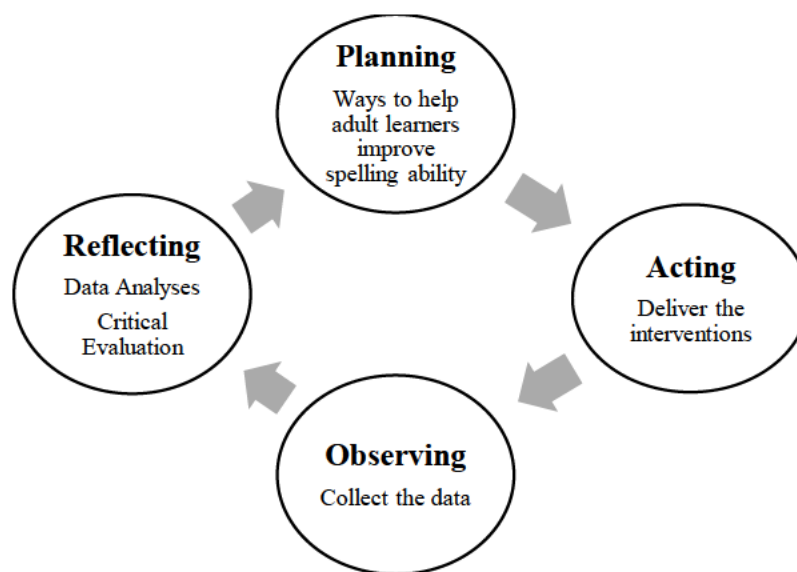 Planning
Ways to help
adult learners
improve
spelling ability
Acting
Deliver the
interventions
Observing
Collect the data
Reflecting
Data Analyses
Critical
Evaluation